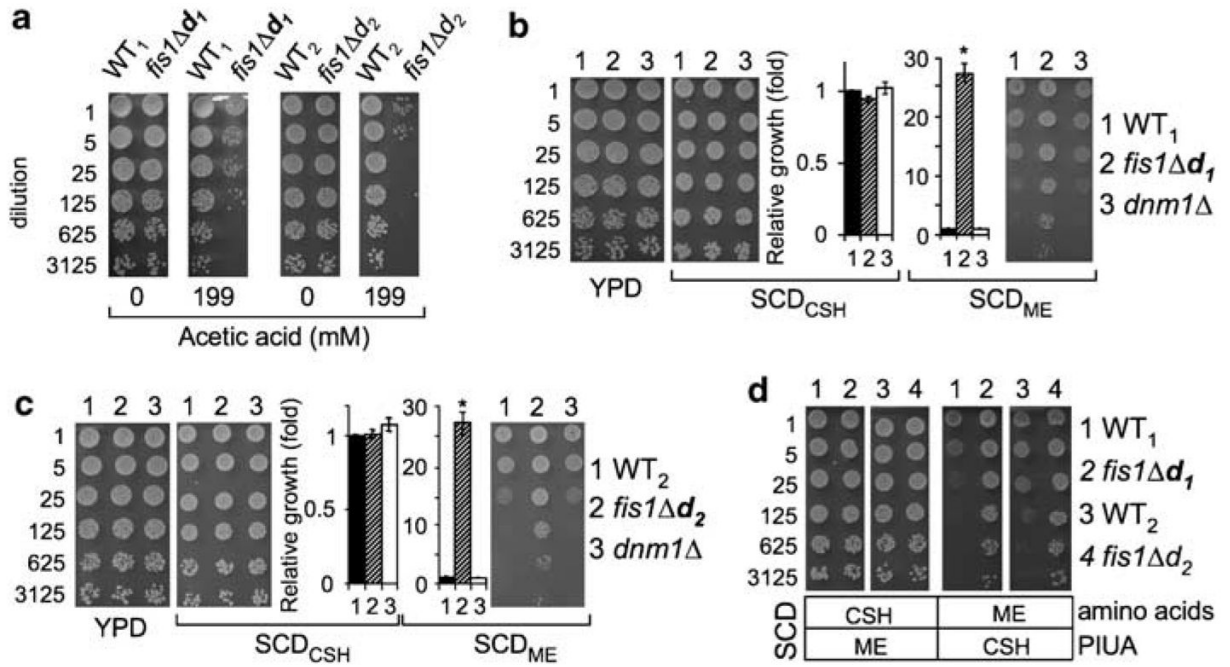 a
WT1 fis1Δd1 WT1 fis1Δd1 WT2 fis1Δd2 WT2 fis1Δd2
dilution
1
5
25
125
625
3125
0 199 0 199
Acetic acid (mM)
b
1 2 3 1 2 3 * 1 2 3
1
5
25
125
625
3125
Relative growth (fold)
1
0.5
0
30
20
10
0
1 2 3 1 2 3
1 WT1
2 fis1Δd1
3 dnm1Δ
YPD SCDCSH SCDME
c
1 2 3 1 2 3 * 1 2 3
1
5
25
125
625
3125
Relative growth (fold)
1
0.5
0
30
20
10
0
1 2 3 1 2 3
1 WT2
2 fis1Δd2
3 dnm1Δ
YPD SCDCSH SCDME
d
1 2 3 4 1 2 3 4
1
5
25
125
625
3125
1 WT1
2 fis1Δd1
3 WT2
4 fis1Δd2
SCD
CSH ME amino acids
ME CSH PIUA